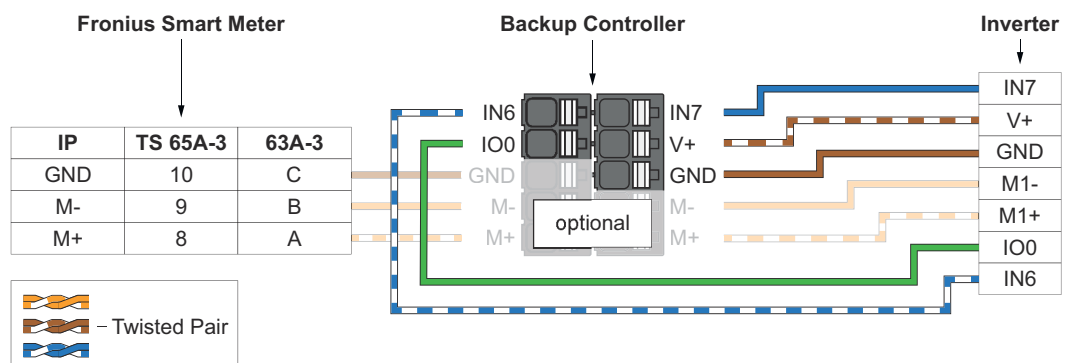 Fronius Smart Meter
Backup Controller
Inverter
IP TS 65A-3 63A-3
GND 10 C
M- 9 B
M+ 8 A
IN6
IO0
GND
M-
M+
optional
IN7
V+
GND
M-
M+
IN7
V+
GND
M1-
M1+
IO0
IN6
– Twisted Pair